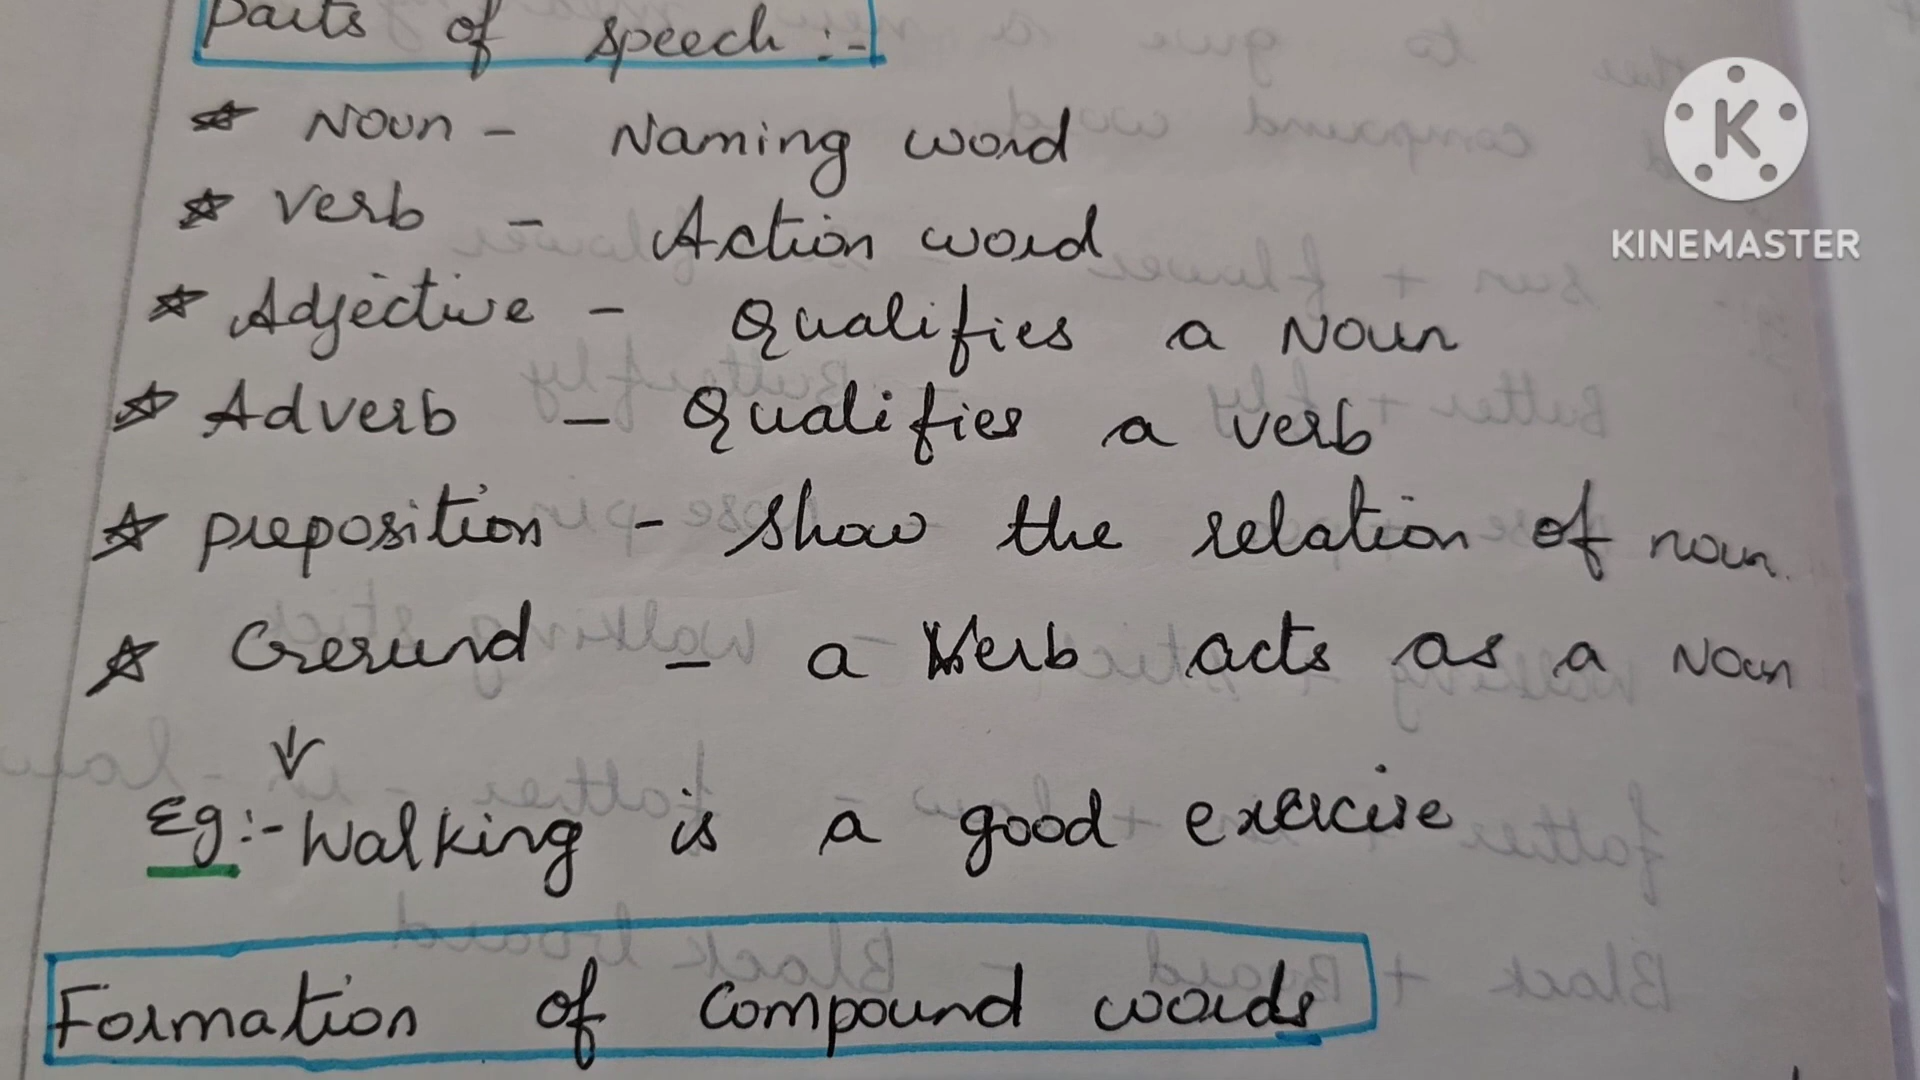 Parts of speech :-
Noun - Naming word
Verb - Action word
Adjective - Qualifies a Noun
Adverb - Qualifies a verb
preposition - Show the relation of noun.
Gerund - a Verb acts as a Noun
Eg:- Walking is a good exercise
Formation of compound words
K
KINEMASTER